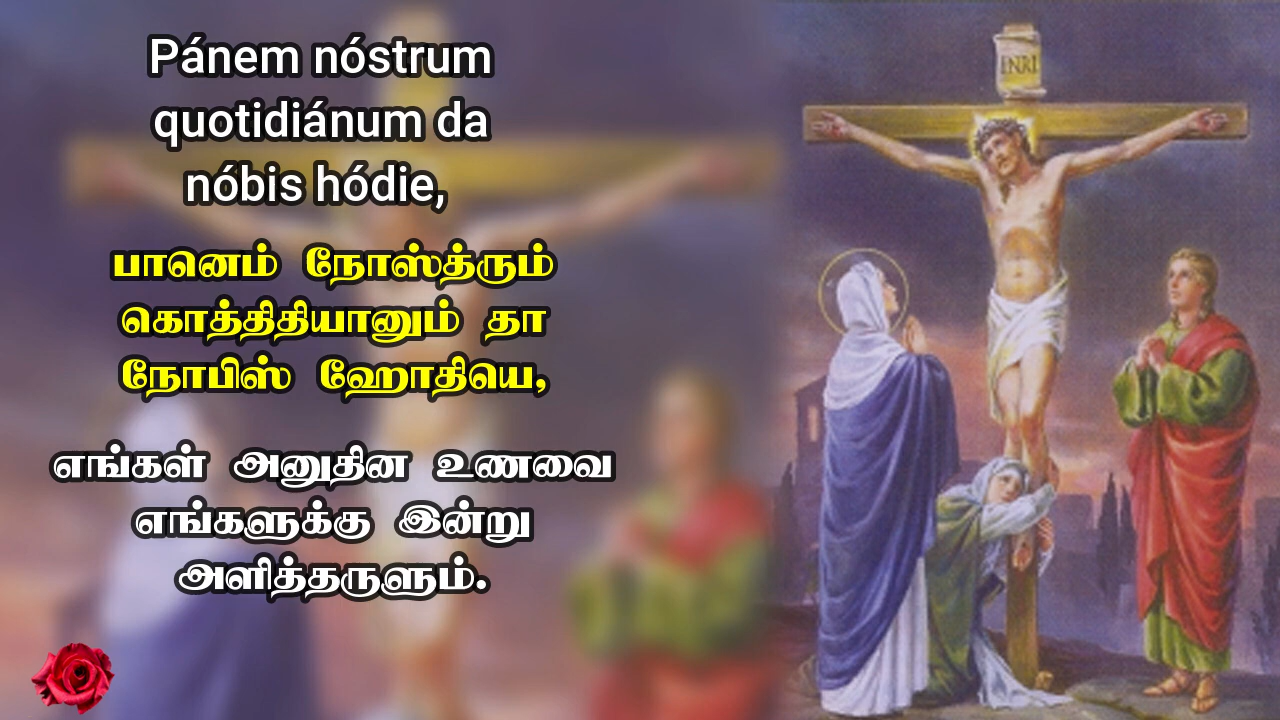 Pánem nóstrum
quotidiánum da
nóbis hódie,
பானெம் நோஸ்த்ரும்
கொத்திதியானும் தா
நோபிஸ் ஹோதியெ,
எங்கள் அனுதின உணவை
எங்களுக்கு இன்று
அளித்தருளும்.
INRI